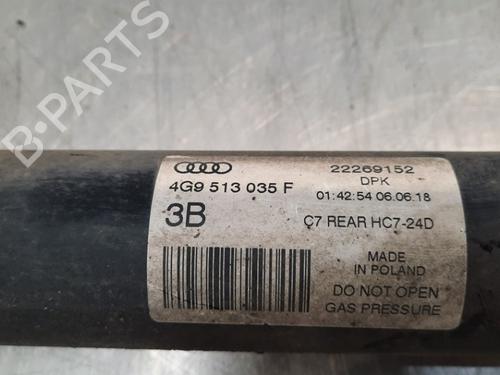 4G9 513 035 F
3B
22269152
DPK
01:42:54 06.06.18
C7 REAR HC7-24D
MADE
IN POLAND
DO NOT OPEN
GAS PRESSURE
B-PARTS